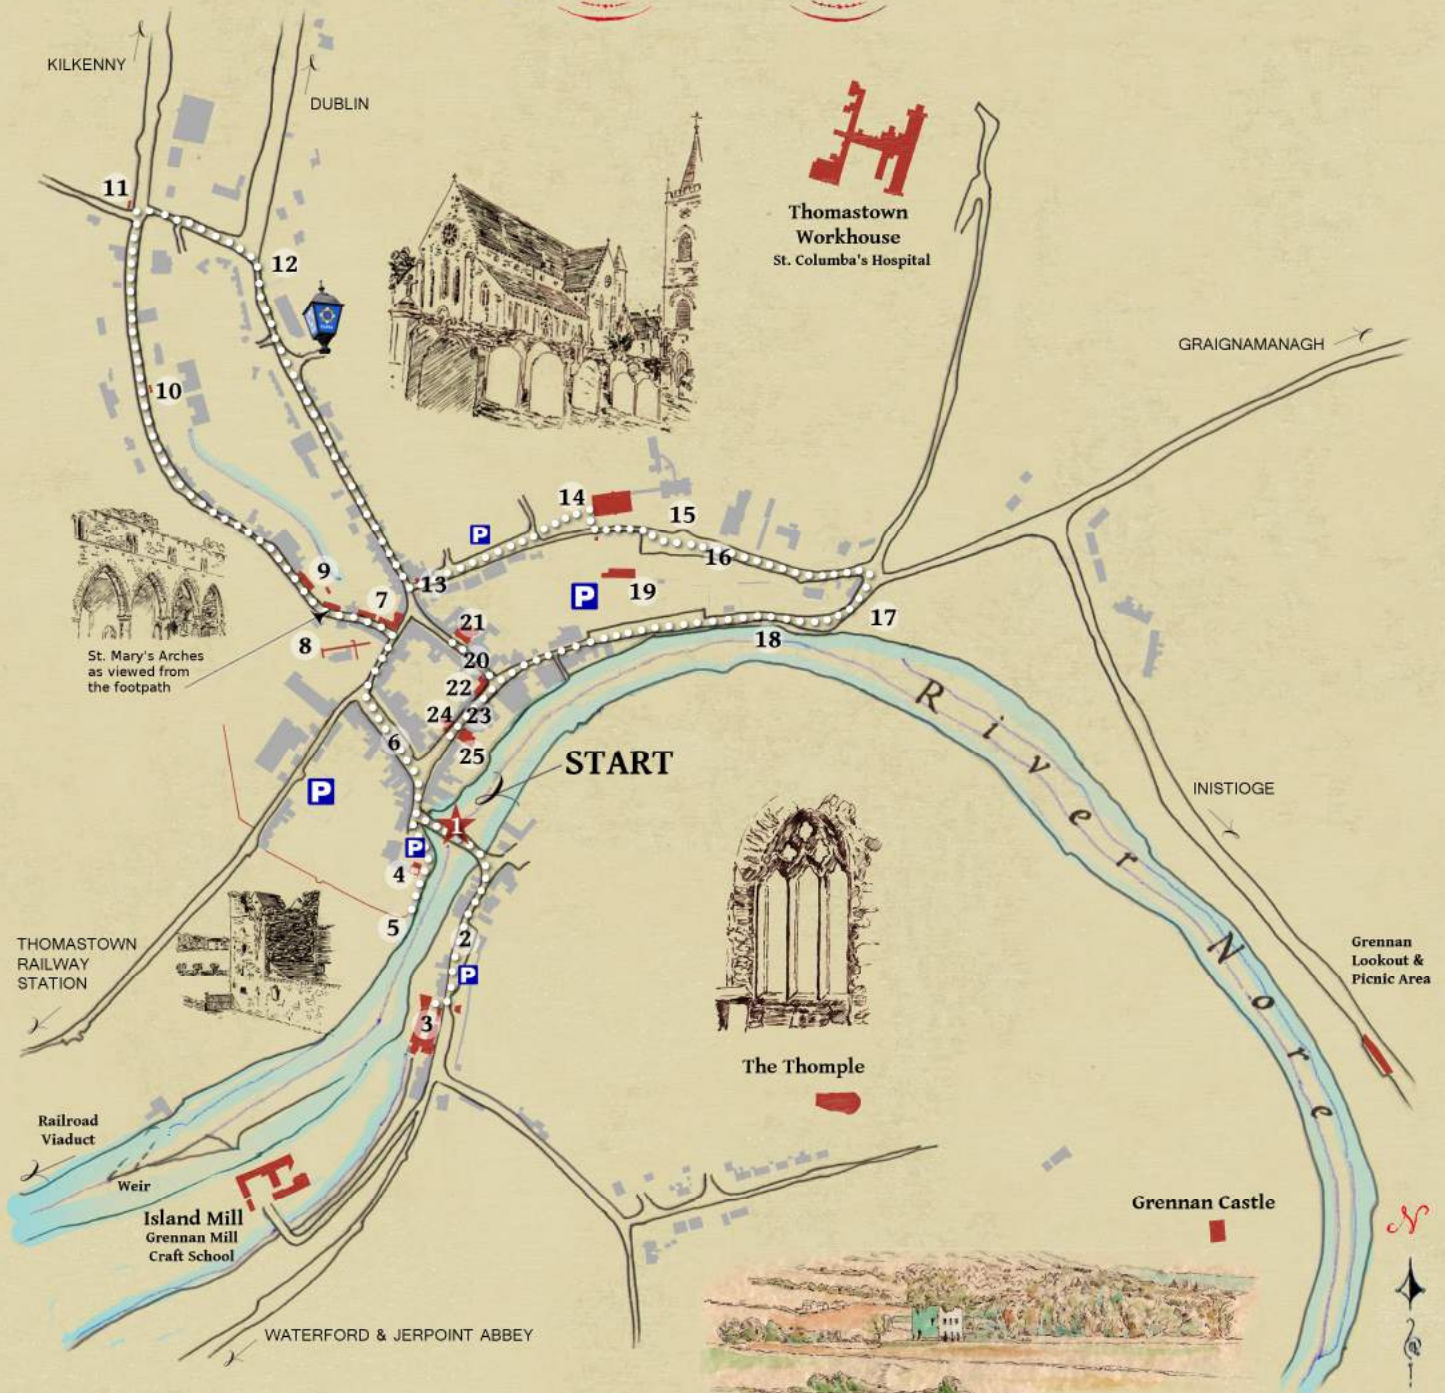 KILKENNY
DUBLIN
11
12
Thomastown
Workhouse
St. Columba's Hospital
GRAIGNAMANAGH
10
14
15
P
16
9
7
13
P
19
17
8
21
18
St. Mary's Arches
as viewed from
the footpath
20
22
24
23
6
25
START
P
River Nore
INISTIOGE
1
P
4
5
2
P
THOMASTOWN
RAILWAY
STATION
3
Grennan
Lookout &
Picnic Area
The Thomple
Railroad
Viaduct
Weir
Island Mill
Grennan Mill
Craft School
Grennan Castle
N
WATERFORD & JERPOINT ABBEY